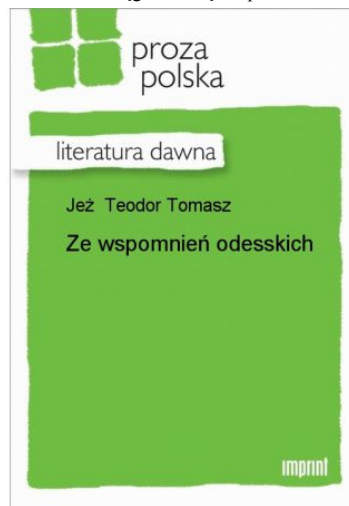 proza
polska
literatura dawna
Jeż Teodor Tomasz
Ze wspomnień odesskich
imprint